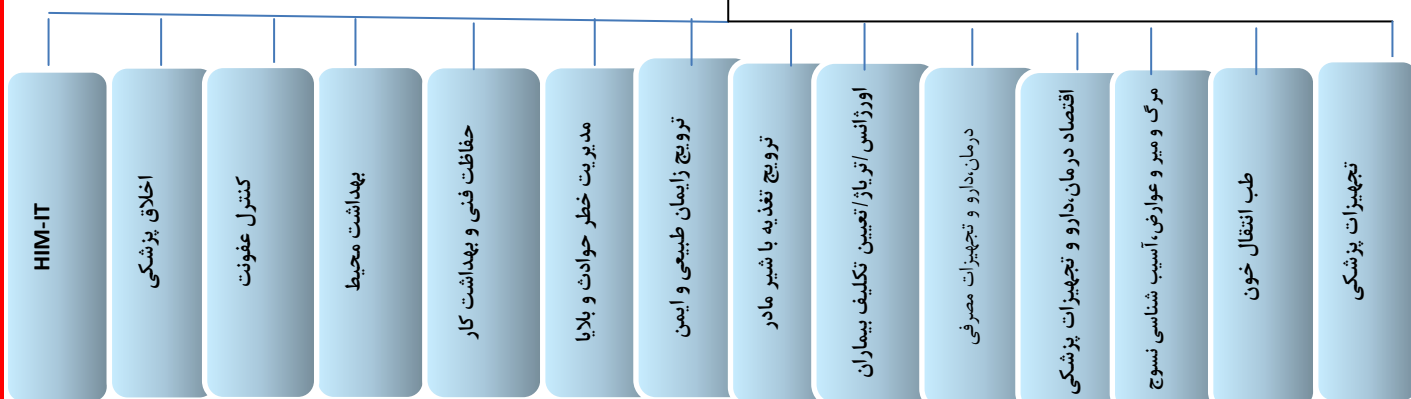 تجهیزات پزشکی
طب انتقال خون
مرگ و میر و عوارض،آسیب شناسی نسوج
اقتصاد درمان،دارو و تجهیزات پزشکی
درمان،دارو و تجهیزات مصرفی
اورژانس/تریاژ/تعیین تکلیف بیماران
ترویج تغذیه با شیر مادر
ترویج زایمان طبیعی و ایمن
مدیریت خطر حوادث و بلایا
حفاظت فنی و بهداشت کار
بهداشت محیط
کنترل عفونت
اخلاق پزشکی
HIM-IT